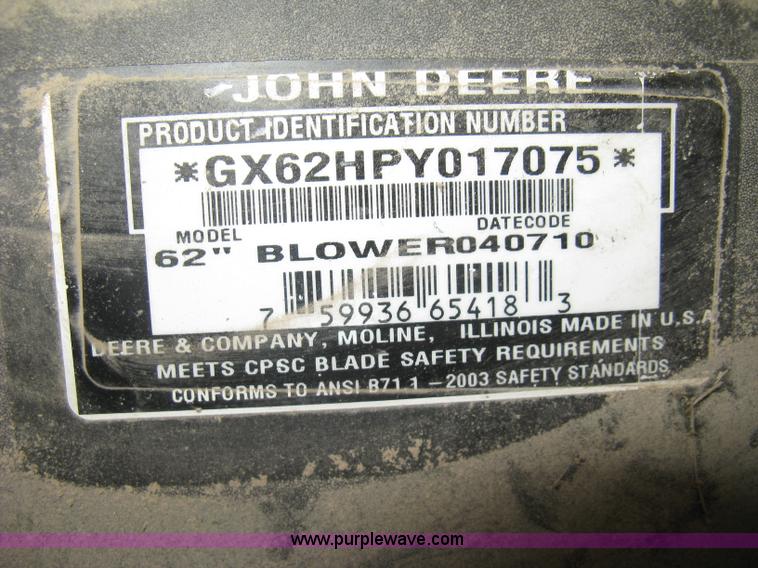 JOHN DEERE
PRODUCT IDENTIFICATION NUMBER
*GX62HPY017075*
MODEL DATECODE
62" BLOWER040710
7 59936 65418 3
DEERE & COMPANY, MOLINE, ILLINOIS MADE IN U.S.A
MEETS CPSC BLADE SAFETY REQUIREMENTS
CONFORMS TO ANSI B71 1 - 2003 SAFETY STANDARDS
www.purplewave.com